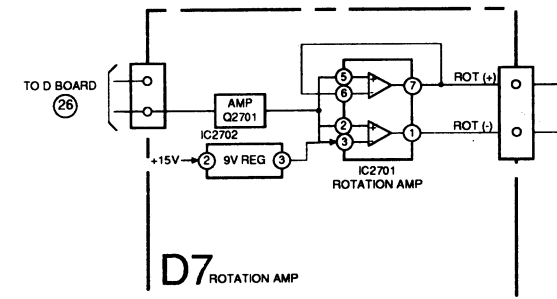 TO D BOARD
26
AMP
Q2701
IC2702
+15V
2
9V REG
3
5
6
7
2
3
1
+
-
+
-
ROT (+)
ROT (-)
IC2701
ROTATION AMP
D7 ROTATION AMP